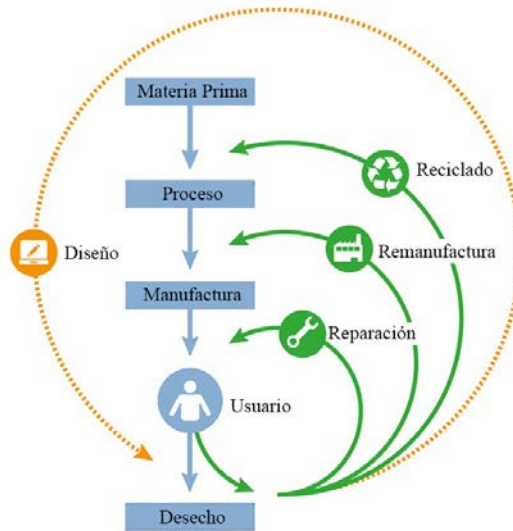 Materia Prima
Reciclado
Proceso
Diseño
Remanufactura
Manufactura
Reparación
Usuario
Desecho